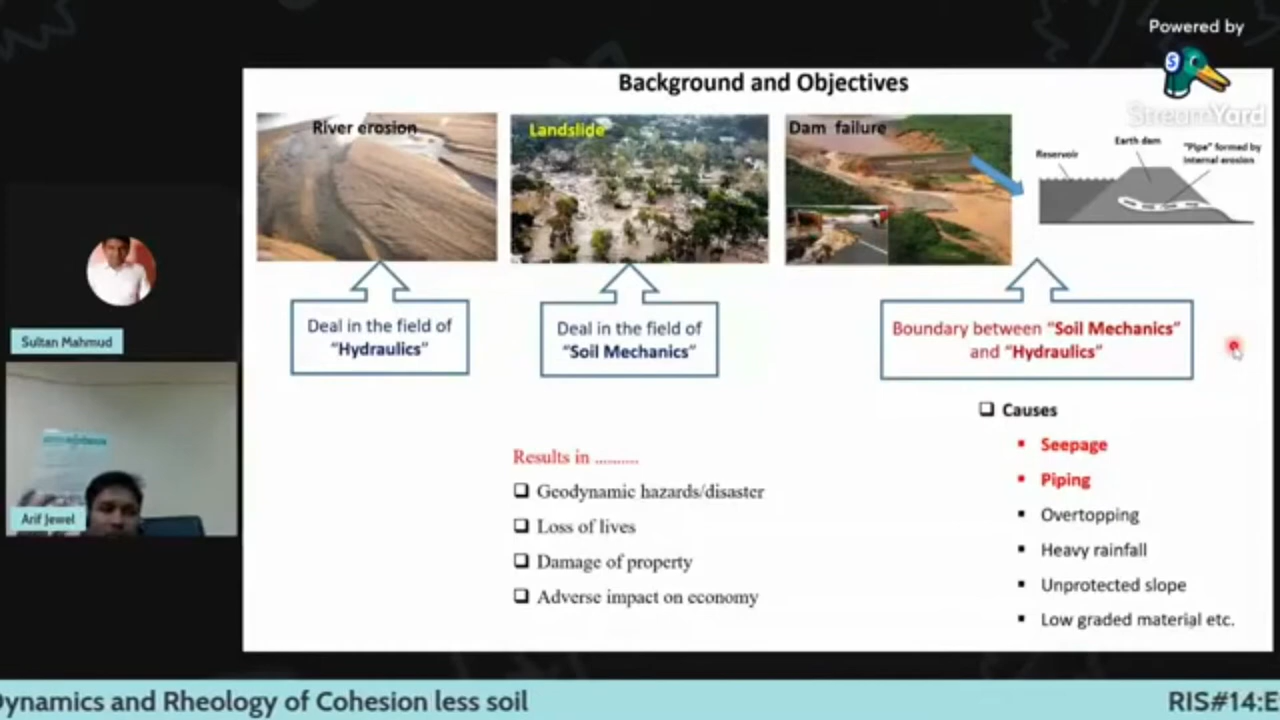 Powered by
StreamYard
Background and Objectives
River erosion
Landslide
Dam failure
Reservoir
Earth dam
"Pipe" formed by
internal erosion
Deal in the field of
"Hydraulics"
Deal in the field of
"Soil Mechanics"
Boundary between "Soil Mechanics"
and "Hydraulics"
Causes
Seepage
Piping
Overtopping
Heavy rainfall
Unprotected slope
Low graded material etc.
Results in ..........
Geodynamic hazards/disaster
Loss of lives
Damage of property
Adverse impact on economy
Sultan Mahmud
Arif Jewel
Dynamics and Rheology of Cohesion less soil
RIS#14:E